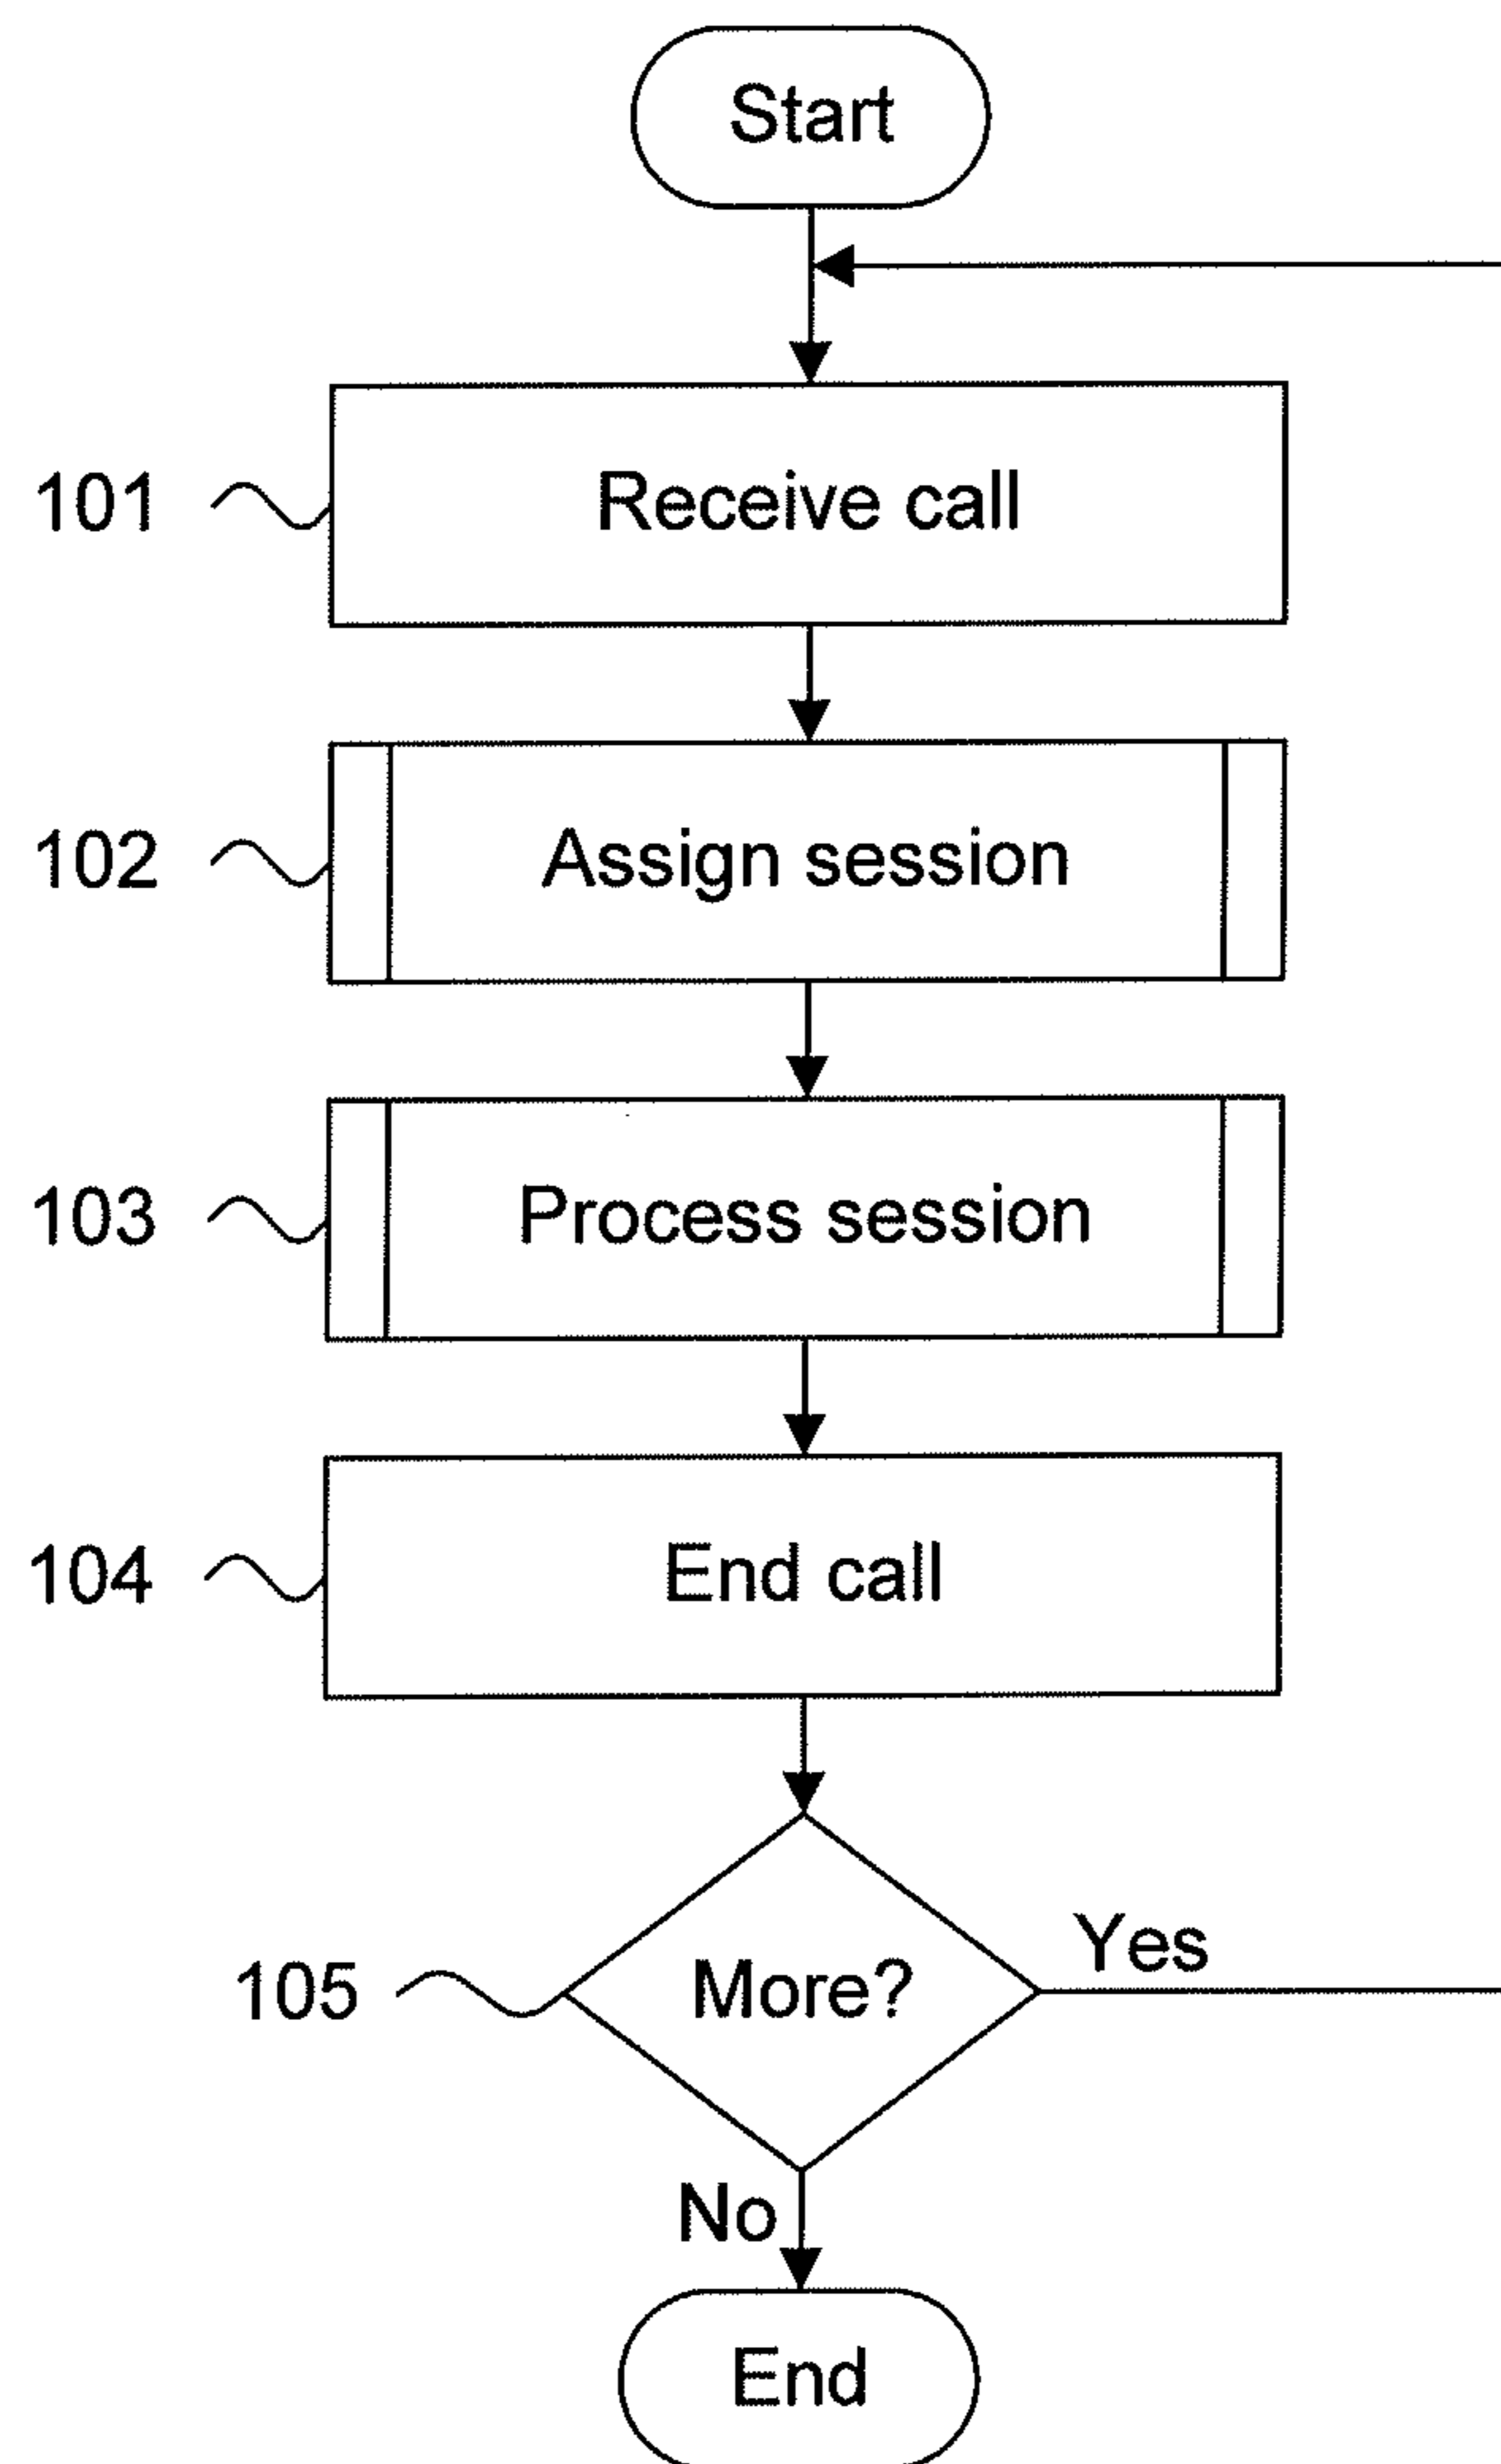 Start
101 Receive call
102 Assign session
103 Process session
104 End call
105 More? Yes
No
End